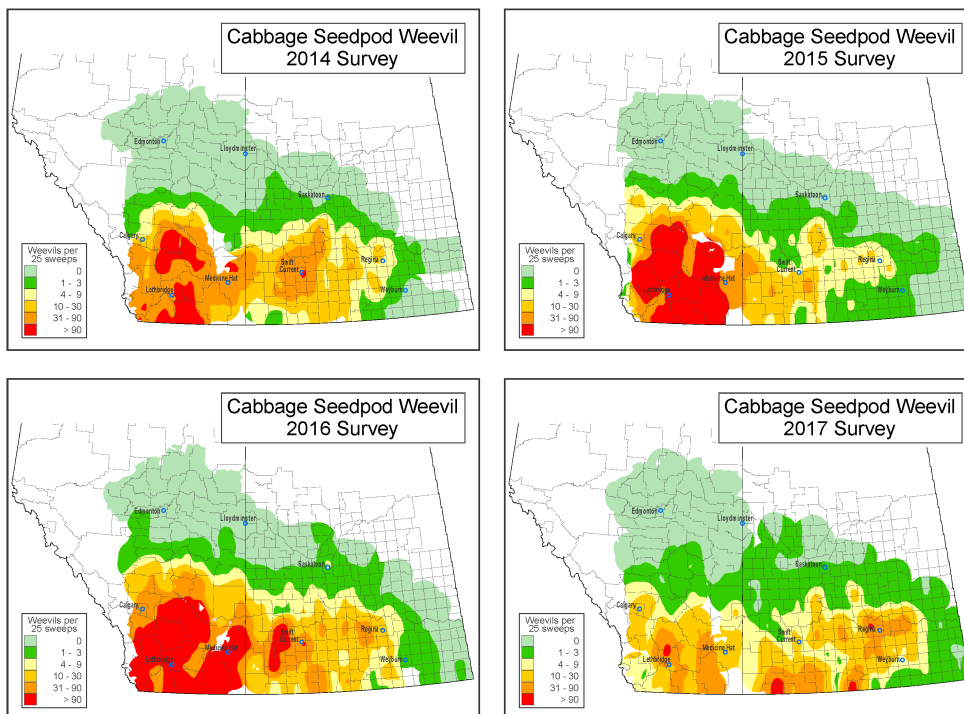 Cabbage Seedpod Weevil
2014 Survey
Edmonton
Lloydminster
Saskatoon
Calgary
Weevils per
25 sweeps
0
1 - 3
4 - 9
10 - 30
31 - 90
> 90
Swift
Current
Regina
Medicine Hat
Lethbridge
Weyburn
Cabbage Seedpod Weevil
2015 Survey
Edmonton
Lloydminster
Saskatoon
Calgary
Weevils per
25 sweeps
0
1 - 3
4 - 9
10 - 30
31 - 90
> 90
Swift
Current
Regina
Medicine Hat
Lethbridge
Weyburn
Cabbage Seedpod Weevil
2016 Survey
Edmonton
Lloydminster
Saskatoon
Calgary
Weevils per
25 sweeps
0
1 - 3
4 - 9
10 - 30
31 - 90
> 90
Swift
Current
Regina
Medicine Hat
Lethbridge
Weyburn
Cabbage Seedpod Weevil
2017 Survey
Edmonton
Lloydminster
Saskatoon
Calgary
Weevils per
25 sweeps
0
1 - 3
4 - 9
10 - 30
31 - 90
> 90
Swift
Current
Regina
Medicine Hat
Lethbridge
Weyburn